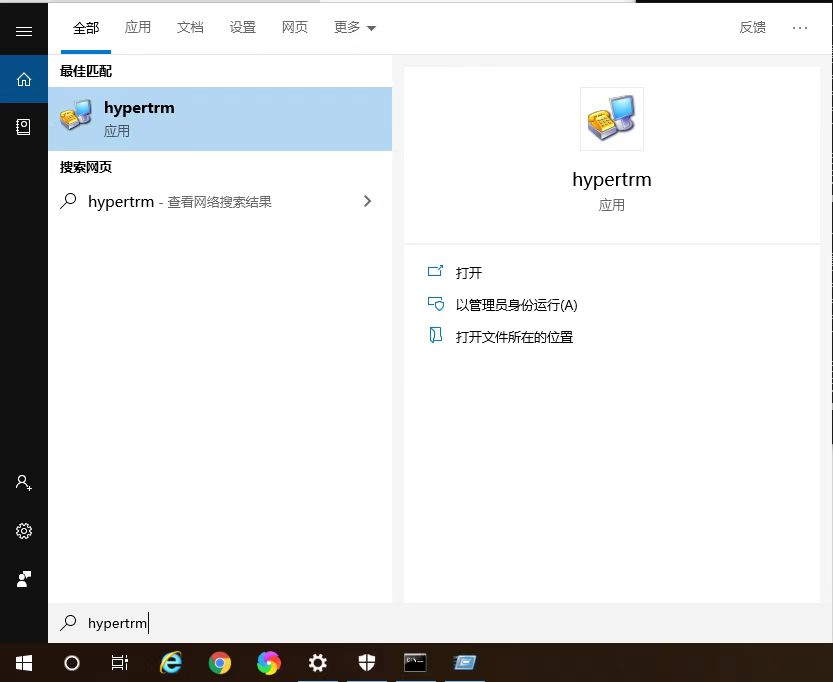 全部 应用 文档 设置 网页 更多 反馈 ···
最佳匹配
hypertrm
应用
搜索网页
hypertrm - 查看网络搜索结果
hypertrm
应用
打开
以管理员身份运行(A)
打开文件所在的位置
hypertrm